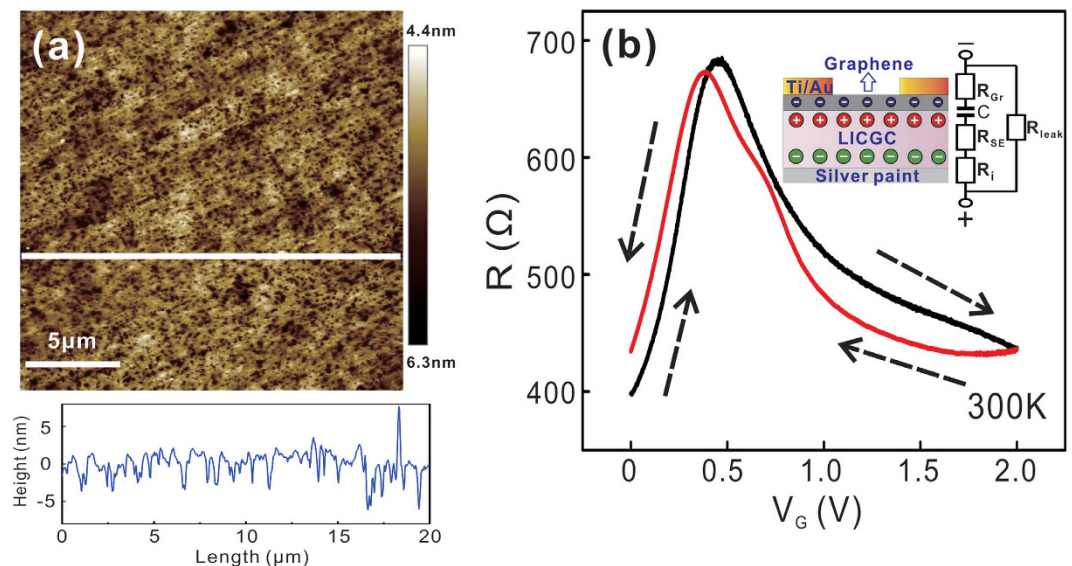 (a)
4.4nm
6.3nm
5μm
Height (nm)
5
0
-5
0
5
10
15
20
Length (μm)
(b)
R (Ω)
700
600
500
400
0
0.5
1.0
1.5
2.0
V_G (V)
300K
Graphene
Ti/Au
LICGC
Silver paint
−
R_Gr
C
R_SE
R_i
R_leak
+